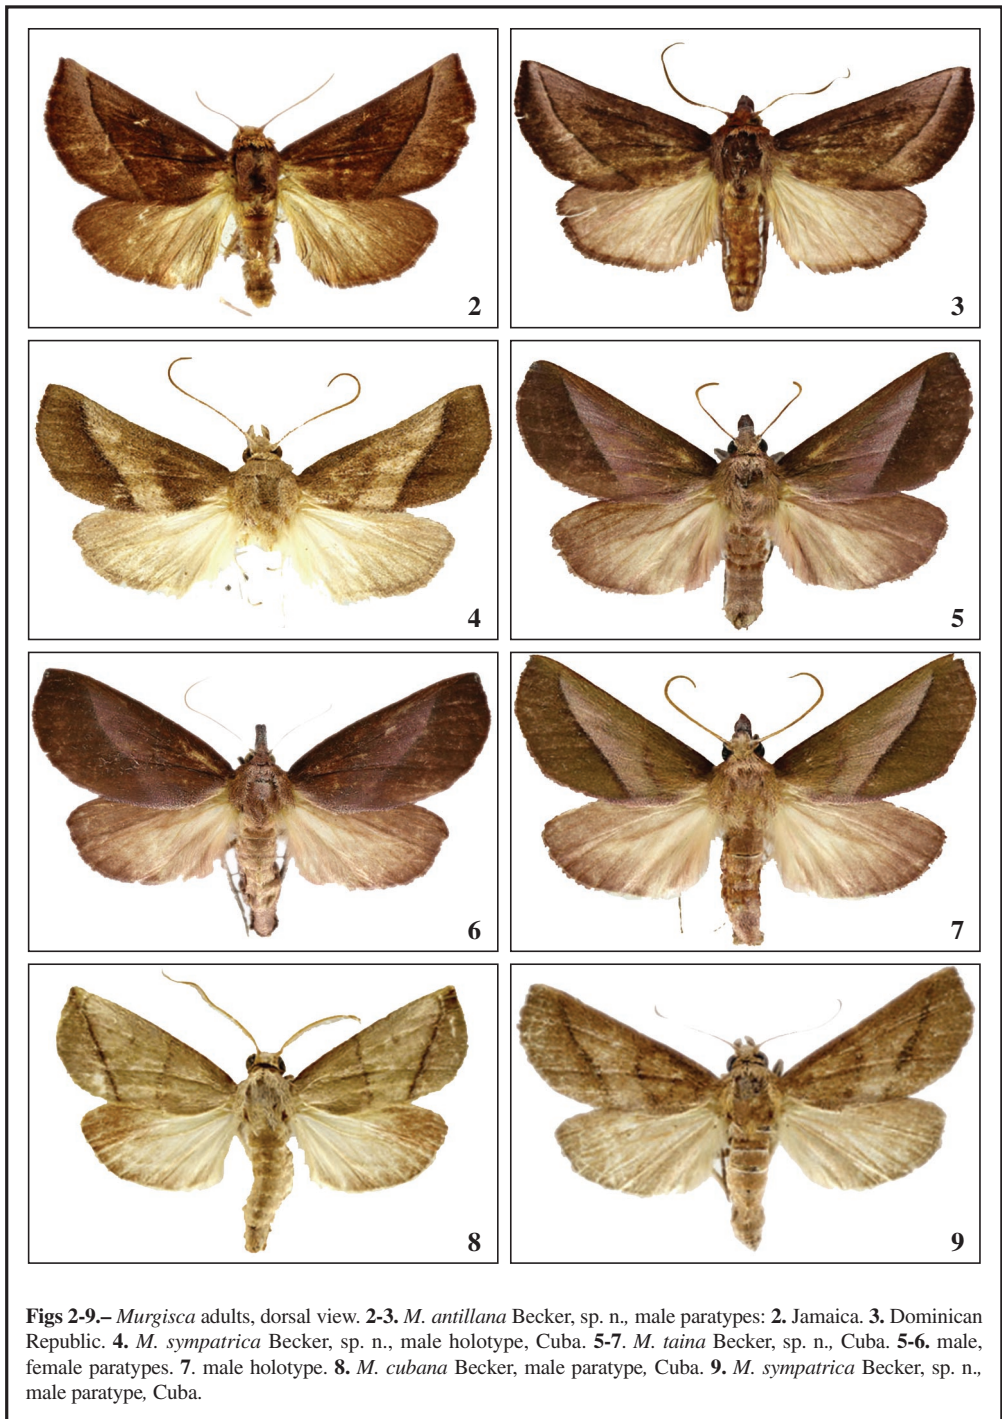 2
3
4
5
6
7
8
9
Figs 2-9.– Murgisca adults, dorsal view. 2-3. M. antillana Becker, sp. n., male paratypes: 2. Jamaica. 3. Dominican
Republic. 4. M. sympatrica Becker, sp. n., male holotype, Cuba. 5-7. M. taina Becker, sp. n., Cuba. 5-6. male,
female paratypes. 7. male holotype. 8. M. cubana Becker, male paratype, Cuba. 9. M. sympatrica Becker, sp. n.,
male paratype, Cuba.